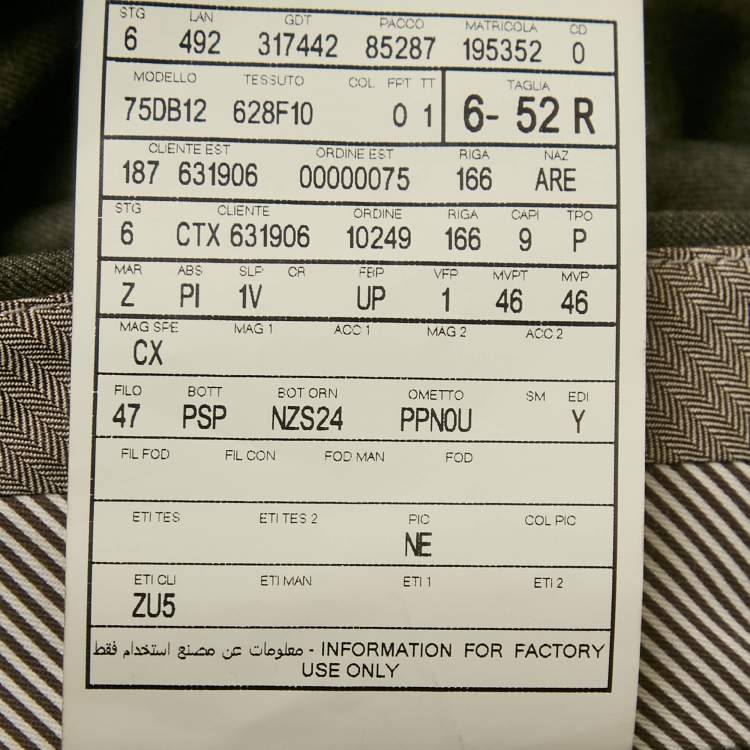 STG LAN GDT PACCO MATRICOLA CD
6 492 317442 85287 195352 0
MODELLO TESSUTO COL FPT TT TAGLIA
75DB12 628F10 0 1 6- 52 R
CLIENTE EST ORDINE EST RIGA NAZ
187 631906 00000075 166 ARE
STG CLIENTE ORDINE RIGA CAPI TPO
6 CTX 631906 10249 166 9 P
MAR ABS SLP CR FBP VFP MVPT MVP
Z PI 1V UP 1 46 46
MAG SPE MAG 1 ACC 1 MAG 2 ACC 2
CX
FILO BOTT BOT ORN OMETTO SM EDI
47 PSP NZS24 PPN0U Y
FIL FOD FIL CON FOD MAN FOD
ETI TES ETI TES 2 PIC COL PIC
NE
ETI CLI ETI MAN ETI 1 ETI 2
ZU5
معلومات عن مصنع استخدام فقط - INFORMATION FOR FACTORY
USE ONLY